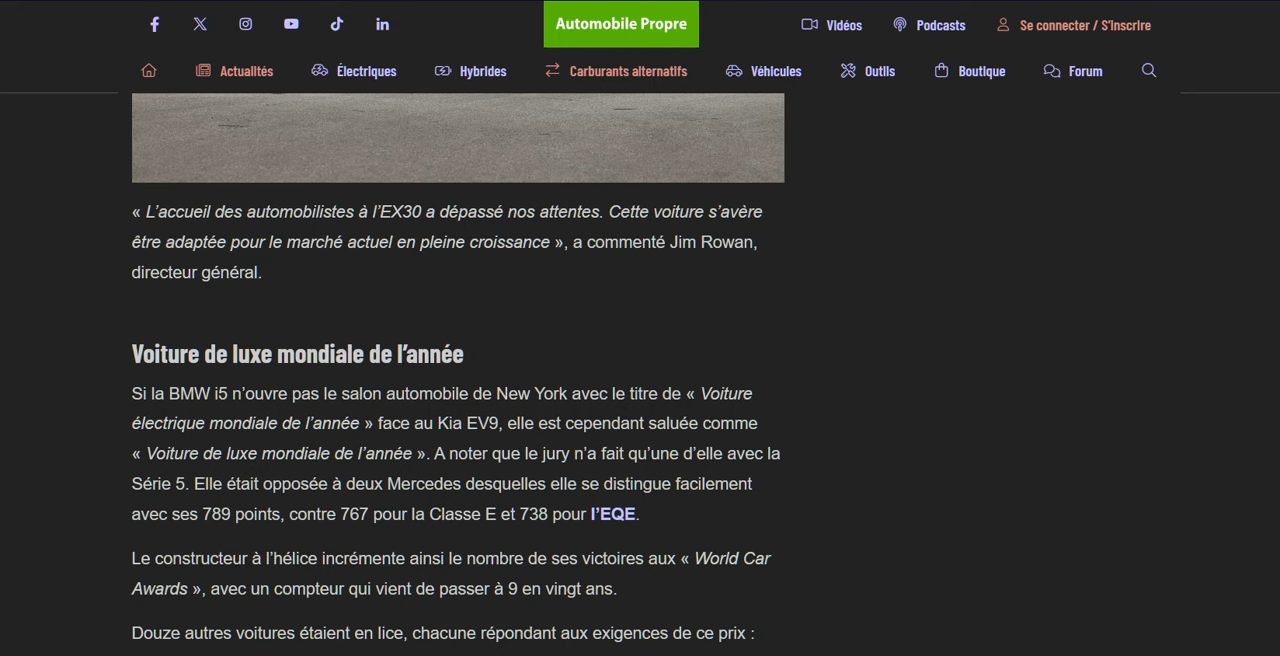 Automobile Propre
Vidéos
Podcasts
Se connecter / S'inscrire
Actualités
Électriques
Hybrides
Carburants alternatifs
Véhicules
Outils
Boutique
Forum
« L’accueil des automobilistes à l’EX30 a dépassé nos attentes. Cette voiture s’avère
être adaptée pour le marché actuel en pleine croissance », a commenté Jim Rowan,
directeur général.
Voiture de luxe mondiale de l’année
Si la BMW i5 n’ouvre pas le salon automobile de New York avec le titre de « Voiture
électrique mondiale de l’année » face au Kia EV9, elle est cependant saluée comme
« Voiture de luxe mondiale de l’année ». A noter que le jury n’a fait qu’une d’elle avec la
Série 5. Elle était opposée à deux Mercedes desquelles elle se distingue facilement
avec ses 789 points, contre 767 pour la Classe E et 738 pour l’EQE.
Le constructeur à l’hélice incrémente ainsi le nombre de ses victoires aux « World Car
Awards », avec un compteur qui vient de passer à 9 en vingt ans.
Douze autres voitures étaient en lice, chacune répondant aux exigences de ce prix :